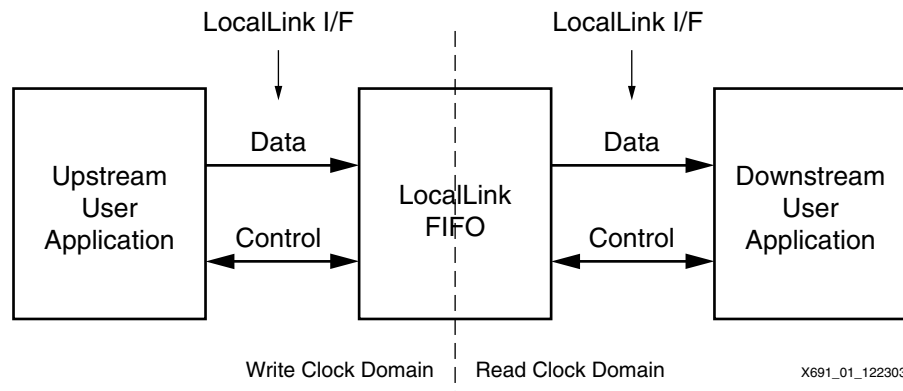 LocalLink I/F
LocalLink I/F
Upstream
User
Application
Data
Control
LocalLink
FIFO
Data
Control
Downstream
User
Application
Write Clock Domain
Read Clock Domain
X691_01_122303